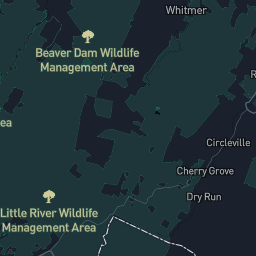 Whitmer
Beaver Dam Wildlife
Management Area
R
ea
Circleville
Cherry Grove
Dry Run
Little River Wildlife
Management Area